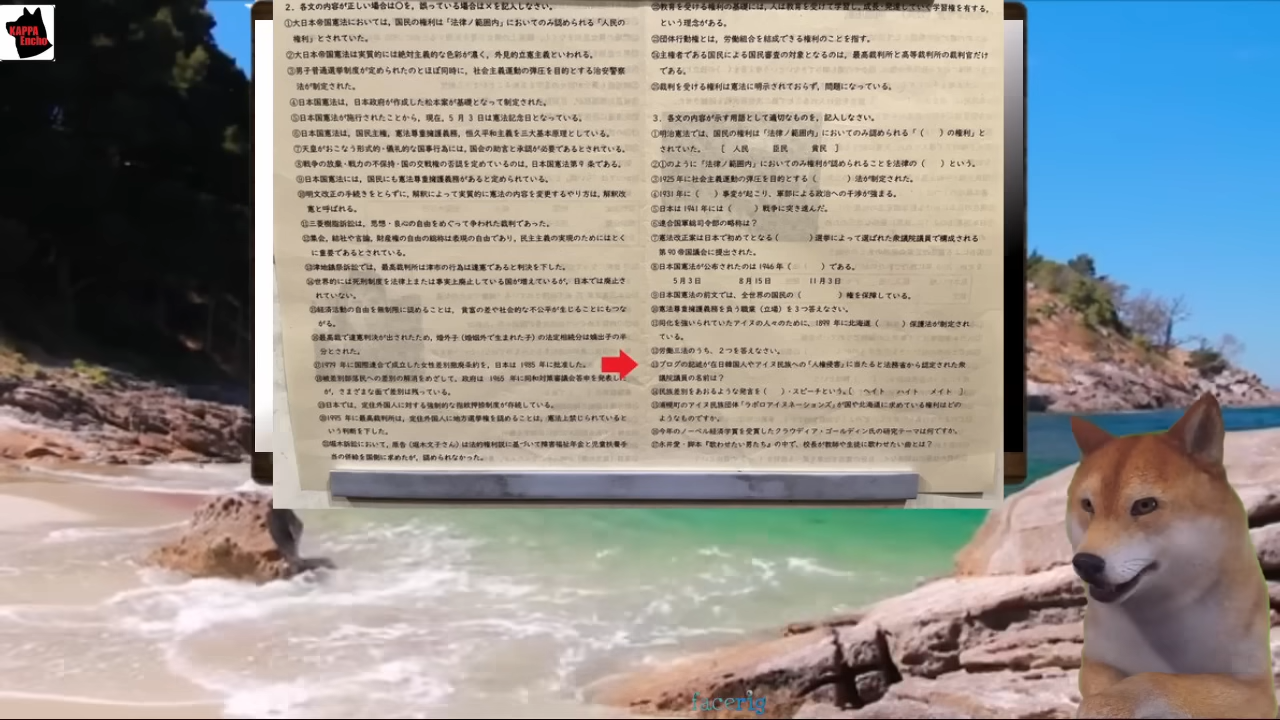 KAPPA
Encho
2．各文の内容が正しい場合は〇を、誤っている場合は×を記入しなさい。
①大日本帝国憲法においては、国民の権利は「法律ノ範囲内」においてのみ認められる「人民の
権利」とされていた。
②大日本帝国憲法は実質的には絶対主義的な色彩が濃く、外見的立憲主義といわれる。
③男子普通選挙制度が定められたのとほぼ同時に、社会主義運動の弾圧を目的とする治安警察
法が制定された。
④日本国憲法は、日本政府が作成した松本案が基礎となって制定された。
⑤日本国憲法が施行されたことから、現在、5月3日は憲法記念日となっている。
⑥日本国憲法は、国民主権、憲法尊重擁護義務、恒久平和主義を三大基本原理としている。
⑦天皇がおこなう形式的・儀礼的な国事行為には、国会の助言と承認が必要であるとされている。
⑧戦争の放棄・戦力の不保持・国の交戦権の否認を定めているのは、日本国憲法第9条である。
⑨日本国憲法には、国民にも憲法尊重擁護義務があると定められている。
⑩明文改正の手続きをとらずに、解釈によって実質的に憲法の内容を変更するやり方は、解釈改
憲と呼ばれる。
⑪三菱樹脂訴訟は、思想・良心の自由をめぐって争われた裁判であった。
⑫集会、結社や言論、財産権の自由の総称は表現の自由であり、民主主義の実現のためにはとく
に重要であるとされている。
⑬津地鎮祭訴訟では、最高裁判所は津市の行為は違憲であると判決を下した。
⑭世界的には死刑制度を法律上または事実上廃止している国が増えているが、日本では廃止さ
れていない。
⑮経済活動の自由を無制限に認めることは、貧富の差や社会的な不公平が生じることにもつな
がる。
⑯最高裁で違憲判決が出されたため、婚外子（婚姻外で生まれた子）の法定相続分は嫡出子の半
分とされた。
⑰1979年に国際連合で成立した女性差別撤廃条約を、日本は1985年に批准した。
⑱被差別部落民への差別の解消をめざして、政府は1965年に同和対策審議会答申を発表した
が、さまざまな面で差別は残っている。
⑲日本では、定住外国人に対する強制的な指紋押捺制度が存続している。
⑳1995年に最高裁判所は、定住外国人に地方選挙権を認めることは、憲法上禁じられていると
いう判断を下した。
㉑堀木訴訟において、原告（堀木文子さん）は法的権利説に基づいて障害福祉年金と児童扶養手
当の併給を国側に求めたが、認められなかった。
㉒教育を受ける権利の基礎には、人は教育を受けて学習し、成長・発達していく学習権を有する、
という理念がある。
㉓団体行動権とは、労働組合を結成できる権利のことを指す。
㉔主権者である国民による国民審査の対象となるのは、最高裁判所と高等裁判所の裁判官だけ
である。
㉕裁判を受ける権利は憲法に明示されておらず、問題になっている。
3．各文の内容が示す用語として適切なものを、記入しなさい。
①明治憲法では、国民の権利は「法律ノ範囲内」においてのみ認められる「（　）の権利」と
されていた。［　人民　臣民　貴民　］
②①のように「法律ノ範囲内」においてのみ権利が認められることを法律の（　）という。
③1925年に社会主義運動の弾圧を目的とする（　）法が制定された。
④1931年に（　）事変が起こり、軍部による政治への干渉が強まる。
⑤日本は1941年には（　）戦争に突き進んだ。
⑥連合国軍総司令部の略称は？
⑦憲法改正案は日本で初めてとなる（　）選挙によって選ばれた衆議院議員で構成される
第90帝国議会に提出された。
⑧日本国憲法が公布されたのは1946年（　）である。
5月3日　8月15日　11月3日
⑨日本国憲法の前文では、全世界の国民の（　）権を保障している。
⑩憲法尊重擁護義務を負う職業（立場）を3つ答えなさい。
⑪同化を強いられていたアイヌの人々のために、1899年に北海道（　）保護法が制定され
ている。
⑫労働三法のうち、2つを答えなさい。
⑬ブログの記述が在日韓国人やアイヌ民族への「人権侵害」に当たると法務省から認定された衆
議院議員の名前は？
⑭民族差別をあおるような発言を（　）・スピーチという。［　ヘイト　ハイト　メイト　］
⑮浦幌町のアイヌ民族団体「ラポロアイヌネーションズ」が国や北海道に求めている権利はどの
ようなものですか。
⑯今年のノーベル経済学賞を受賞したクラウディア・ゴールディン氏の研究テーマは何ですか。
⑰永井愛・脚本『歌わせたい男たち』の中で、校長が教師や生徒に歌わせたい曲とは？
facerig